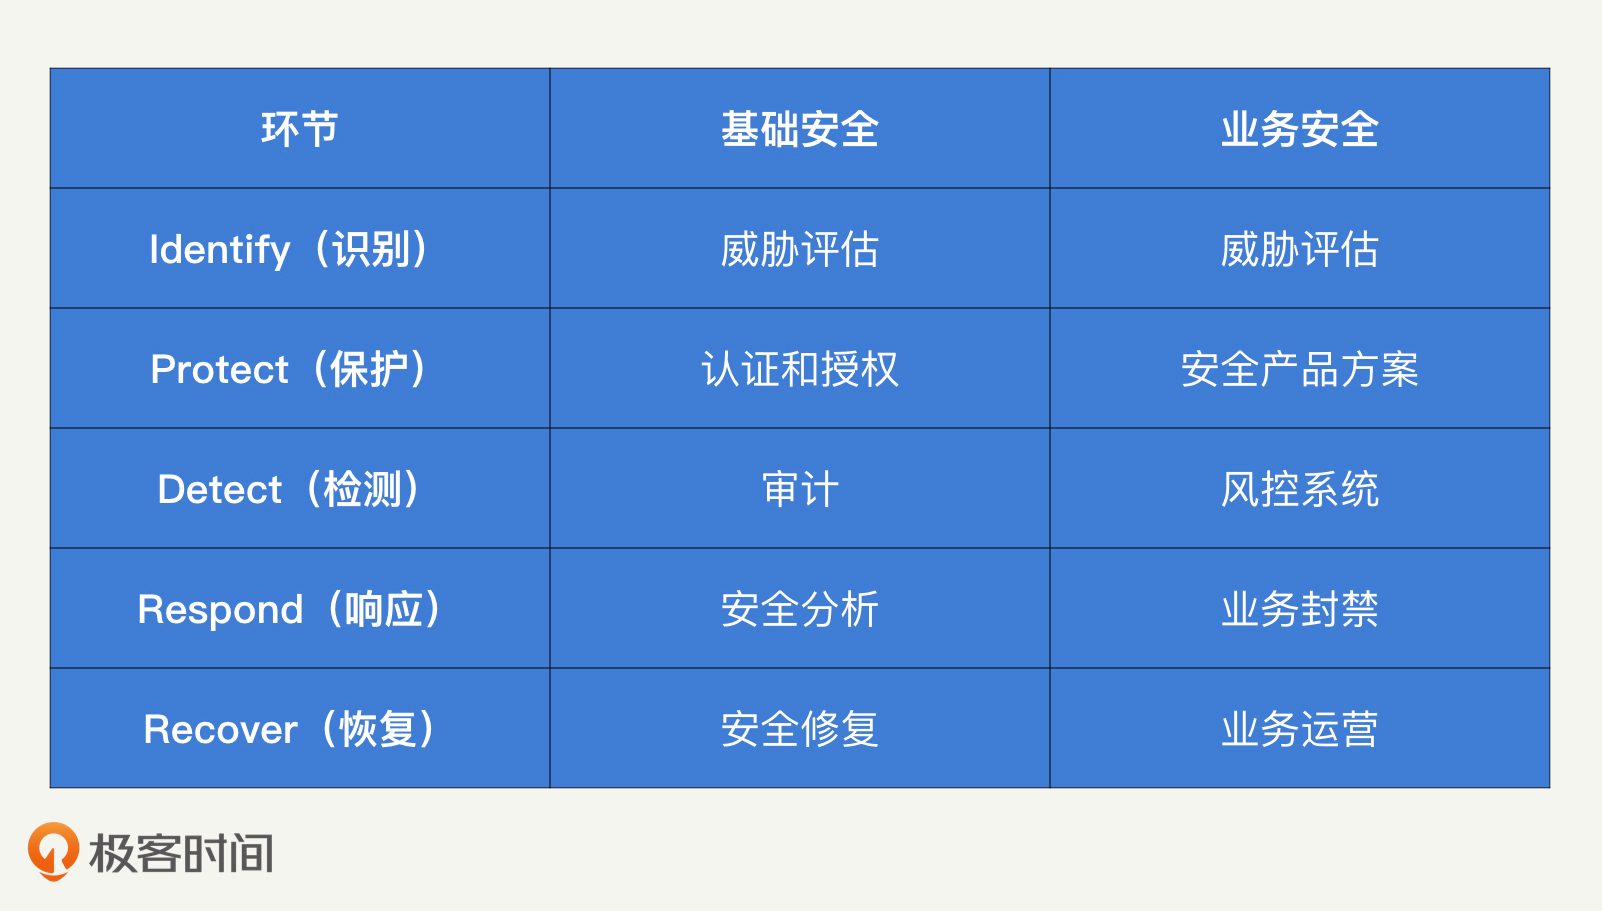 环节 基础安全 业务安全
Identify（识别） 威胁评估 威胁评估
Protect（保护） 认证和授权 安全产品方案
Detect（检测） 审计 风控系统
Respond（响应） 安全分析 业务封禁
Recover（恢复） 安全修复 业务运营
极客时间